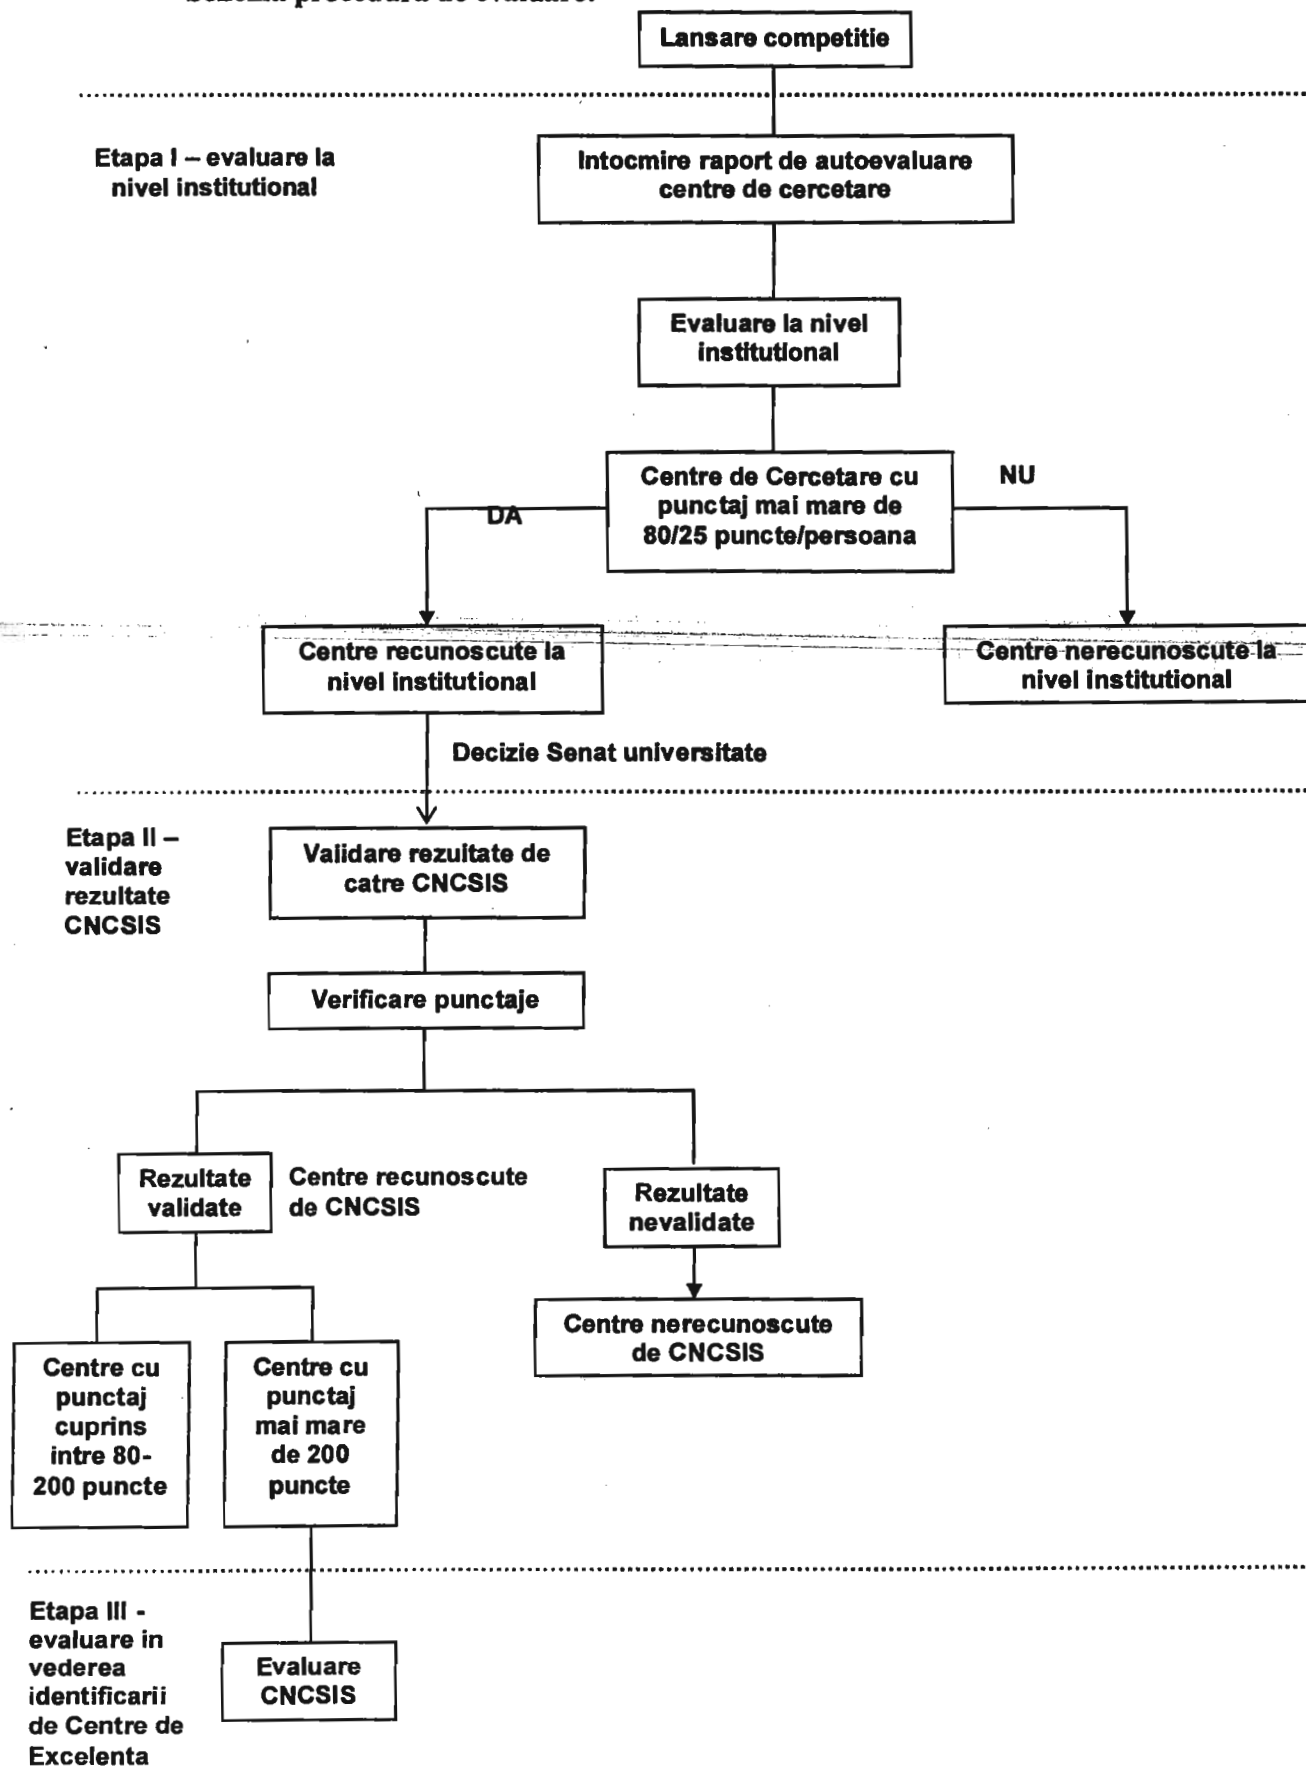 Schema procedura de evaluare:
Lansare competitie
Etapa I – evaluare la
nivel institutional
Intocmire raport de autoevaluare
centre de cercetare
Evaluare la nivel
institutional
Centre de Cercetare cu
punctaj mai mare de
80/25 puncte/persoana
NU
DA
Centre recunoscute la
nivel institutional
Centre nerecunoscute la
nivel institutional
Decizie Senat universitate
Etapa II –
validare
rezultate
CNCSIS
Validare rezultate de
catre CNCSIS
Verificare punctaje
Rezultate
validate
Centre recunoscute
de CNCSIS
Rezultate
nevalidate
Centre nerecunoscute
de CNCSIS
Centre cu
punctaj
cuprins
intre 80-
200 puncte
Centre cu
punctaj
mai mare
de 200
puncte
Etapa III -
evaluare in
vederea
identificarii
de Centre de
Excelenta
Evaluare
CNCSIS